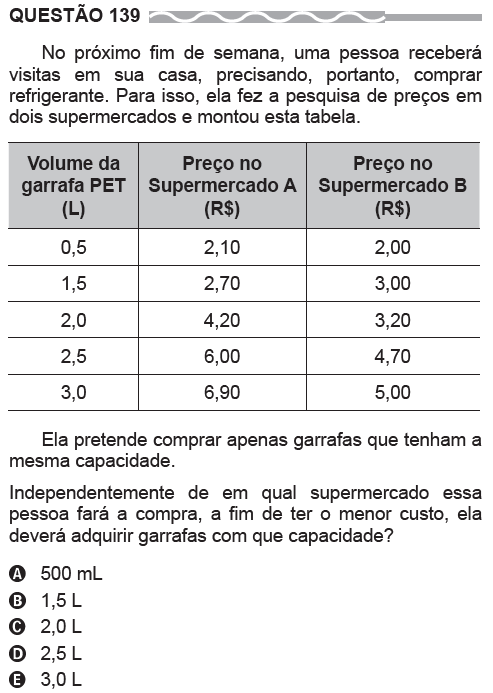 QUESTÃO 139
No próximo fim de semana, uma pessoa receberá
visitas em sua casa, precisando, portanto, comprar
refrigerante. Para isso, ela fez a pesquisa de preços em
dois supermercados e montou esta tabela.
Volume da garrafa PET (L) Preço no Supermercado A (R$) Preço no Supermercado B (R$)
0,5 2,10 2,00
1,5 2,70 3,00
2,0 4,20 3,20
2,5 6,00 4,70
3,0 6,90 5,00
Ela pretende comprar apenas garrafas que tenham a
mesma capacidade.
Independentemente de em qual supermercado essa
pessoa fará a compra, a fim de ter o menor custo, ela
deverá adquirir garrafas com que capacidade?
A 500 mL
B 1,5 L
C 2,0 L
D 2,5 L
E 3,0 L